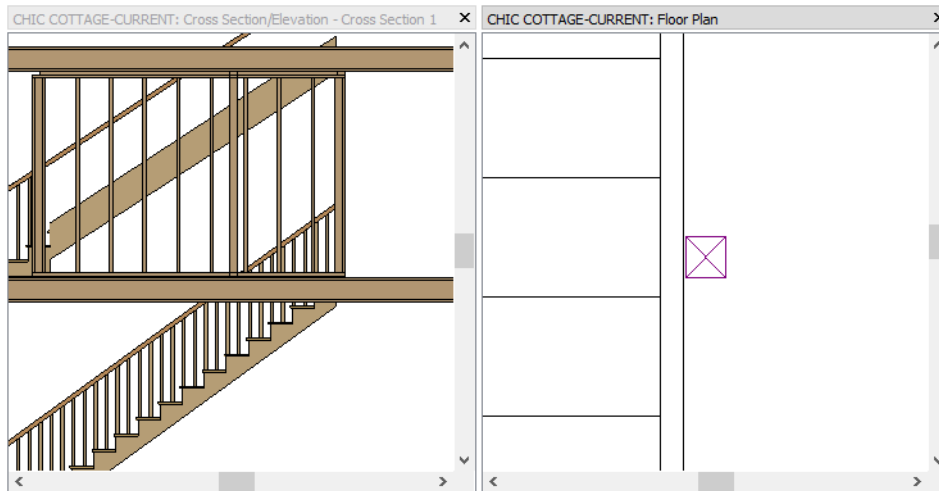 CHIC COTTAGE-CURRENT: Cross Section/Elevation - Cross Section 1
CHIC COTTAGE-CURRENT: Floor Plan